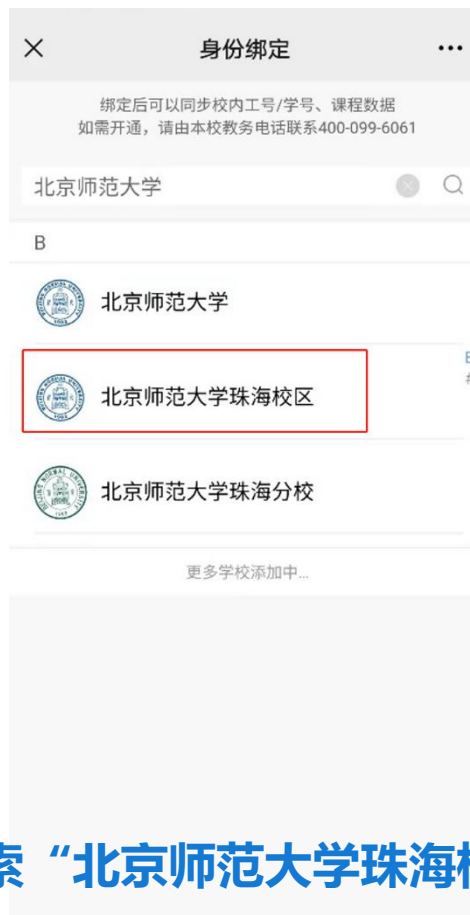 身份绑定
绑定后可以同步校内工号/学号、课程数据
如需开通，请由本校教务电话联系400-099-6061
北京师范大学
B
北京师范大学
北京师范大学珠海校区
#
北京师范大学珠海分校
更多学校添加中...
索“北京师范大学珠海校